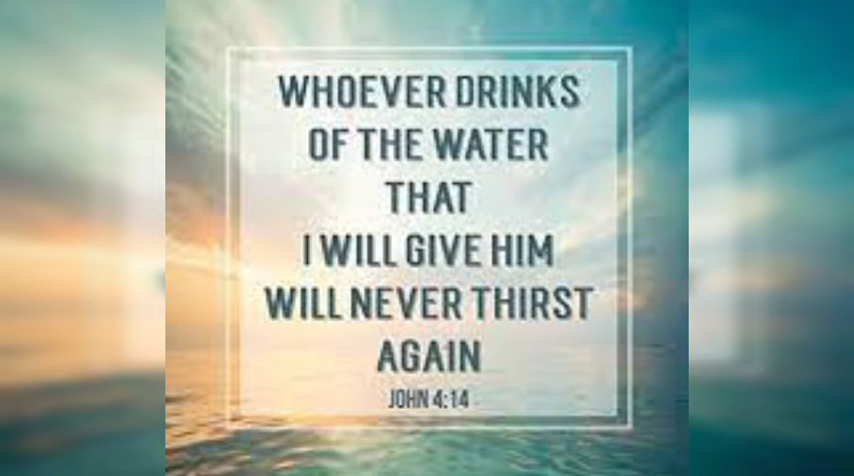 WHOEVER DRINKS
OF THE WATER
THAT
I WILL GIVE HIM
WILL NEVER THIRST
AGAIN
JOHN 4:14